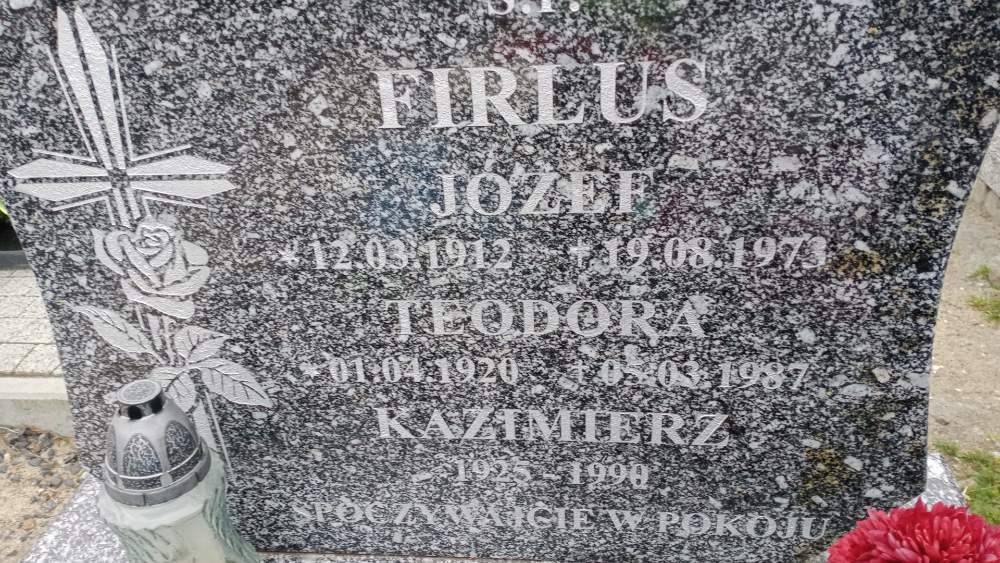 Ś.P.
FIRLUS
JÓZEF
* 12.03.1912 † 19.08.1973
TEODORA
* 01.04.1920 † 05.03.1987
KAZIMIERZ
1925 – 1990
SPOCZYWAJCIE W POKOJU